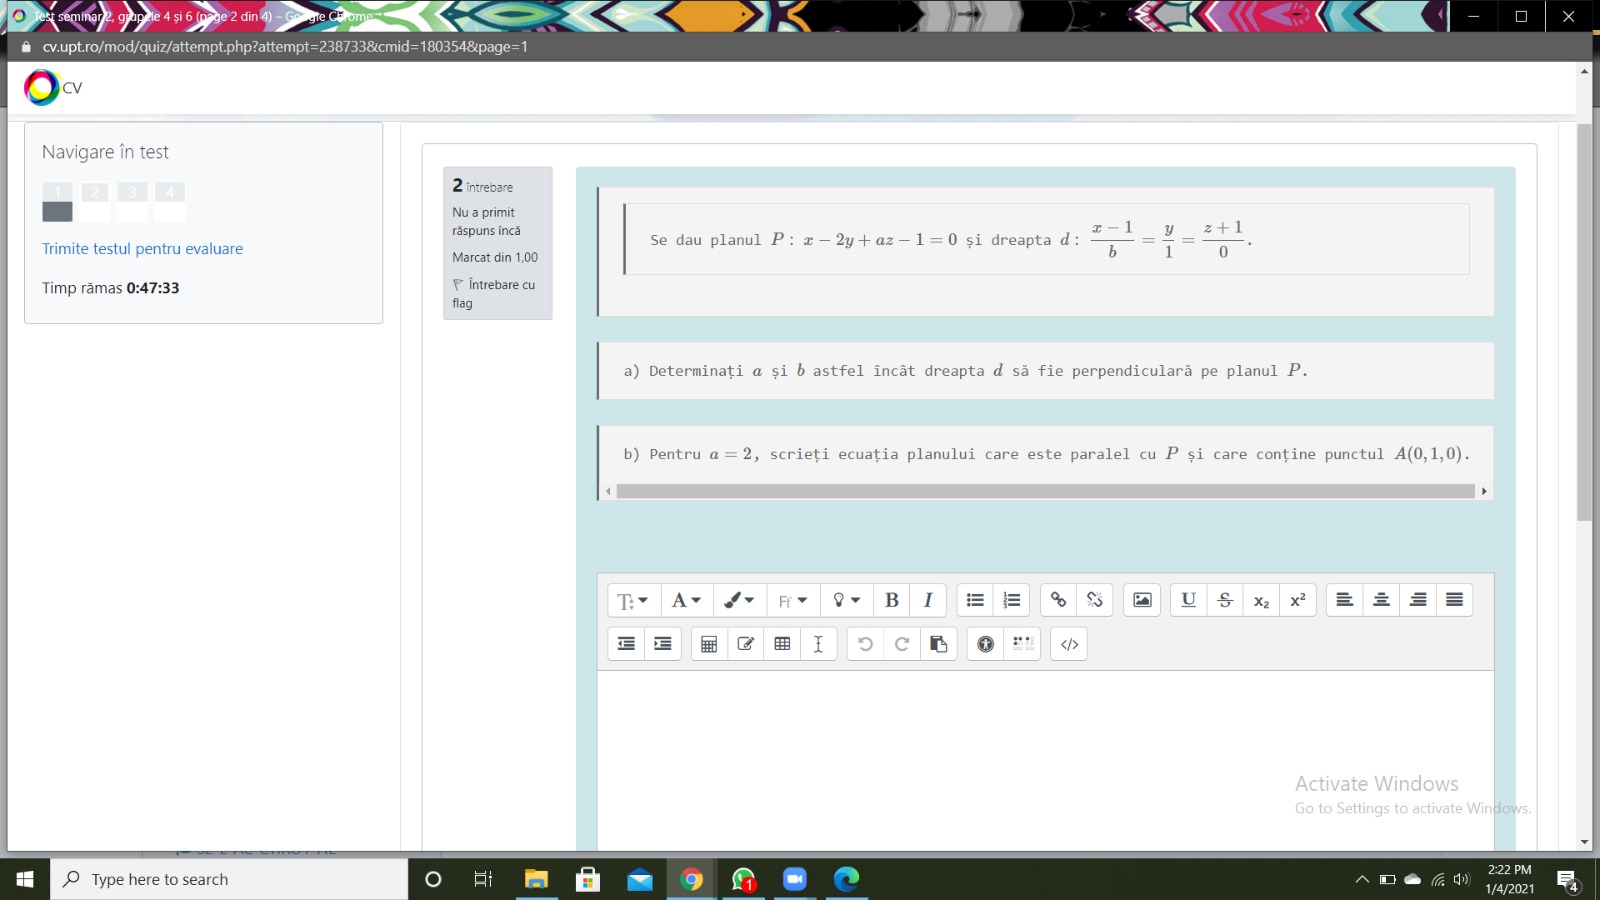 Test seminar 2, grupele 4 și 6 (page 2 din 4) – Google Chrome
cv.upt.ro/mod/quiz/attempt.php?attempt=238733&cmid=180354&page=1
CV
Navigare în test
1 2 3 4
Trimite testul pentru evaluare
Timp rămas 0:47:33
2 întrebare
Nu a primit
răspuns încă
Marcat din 1,00
Întrebare cu
flag
Se dau planul P : x − 2y + az − 1 = 0 și dreapta d : (x − 1)/b = y/1 = (z + 1)/0.
a) Determinați a și b astfel încât dreapta d să fie perpendiculară pe planul P.
b) Pentru a = 2, scrieți ecuația planului care este paralel cu P și care conține punctul A(0, 1, 0).
Activate Windows
Go to Settings to activate Windows.
Type here to search
1
2:22 PM
1/4/2021
4